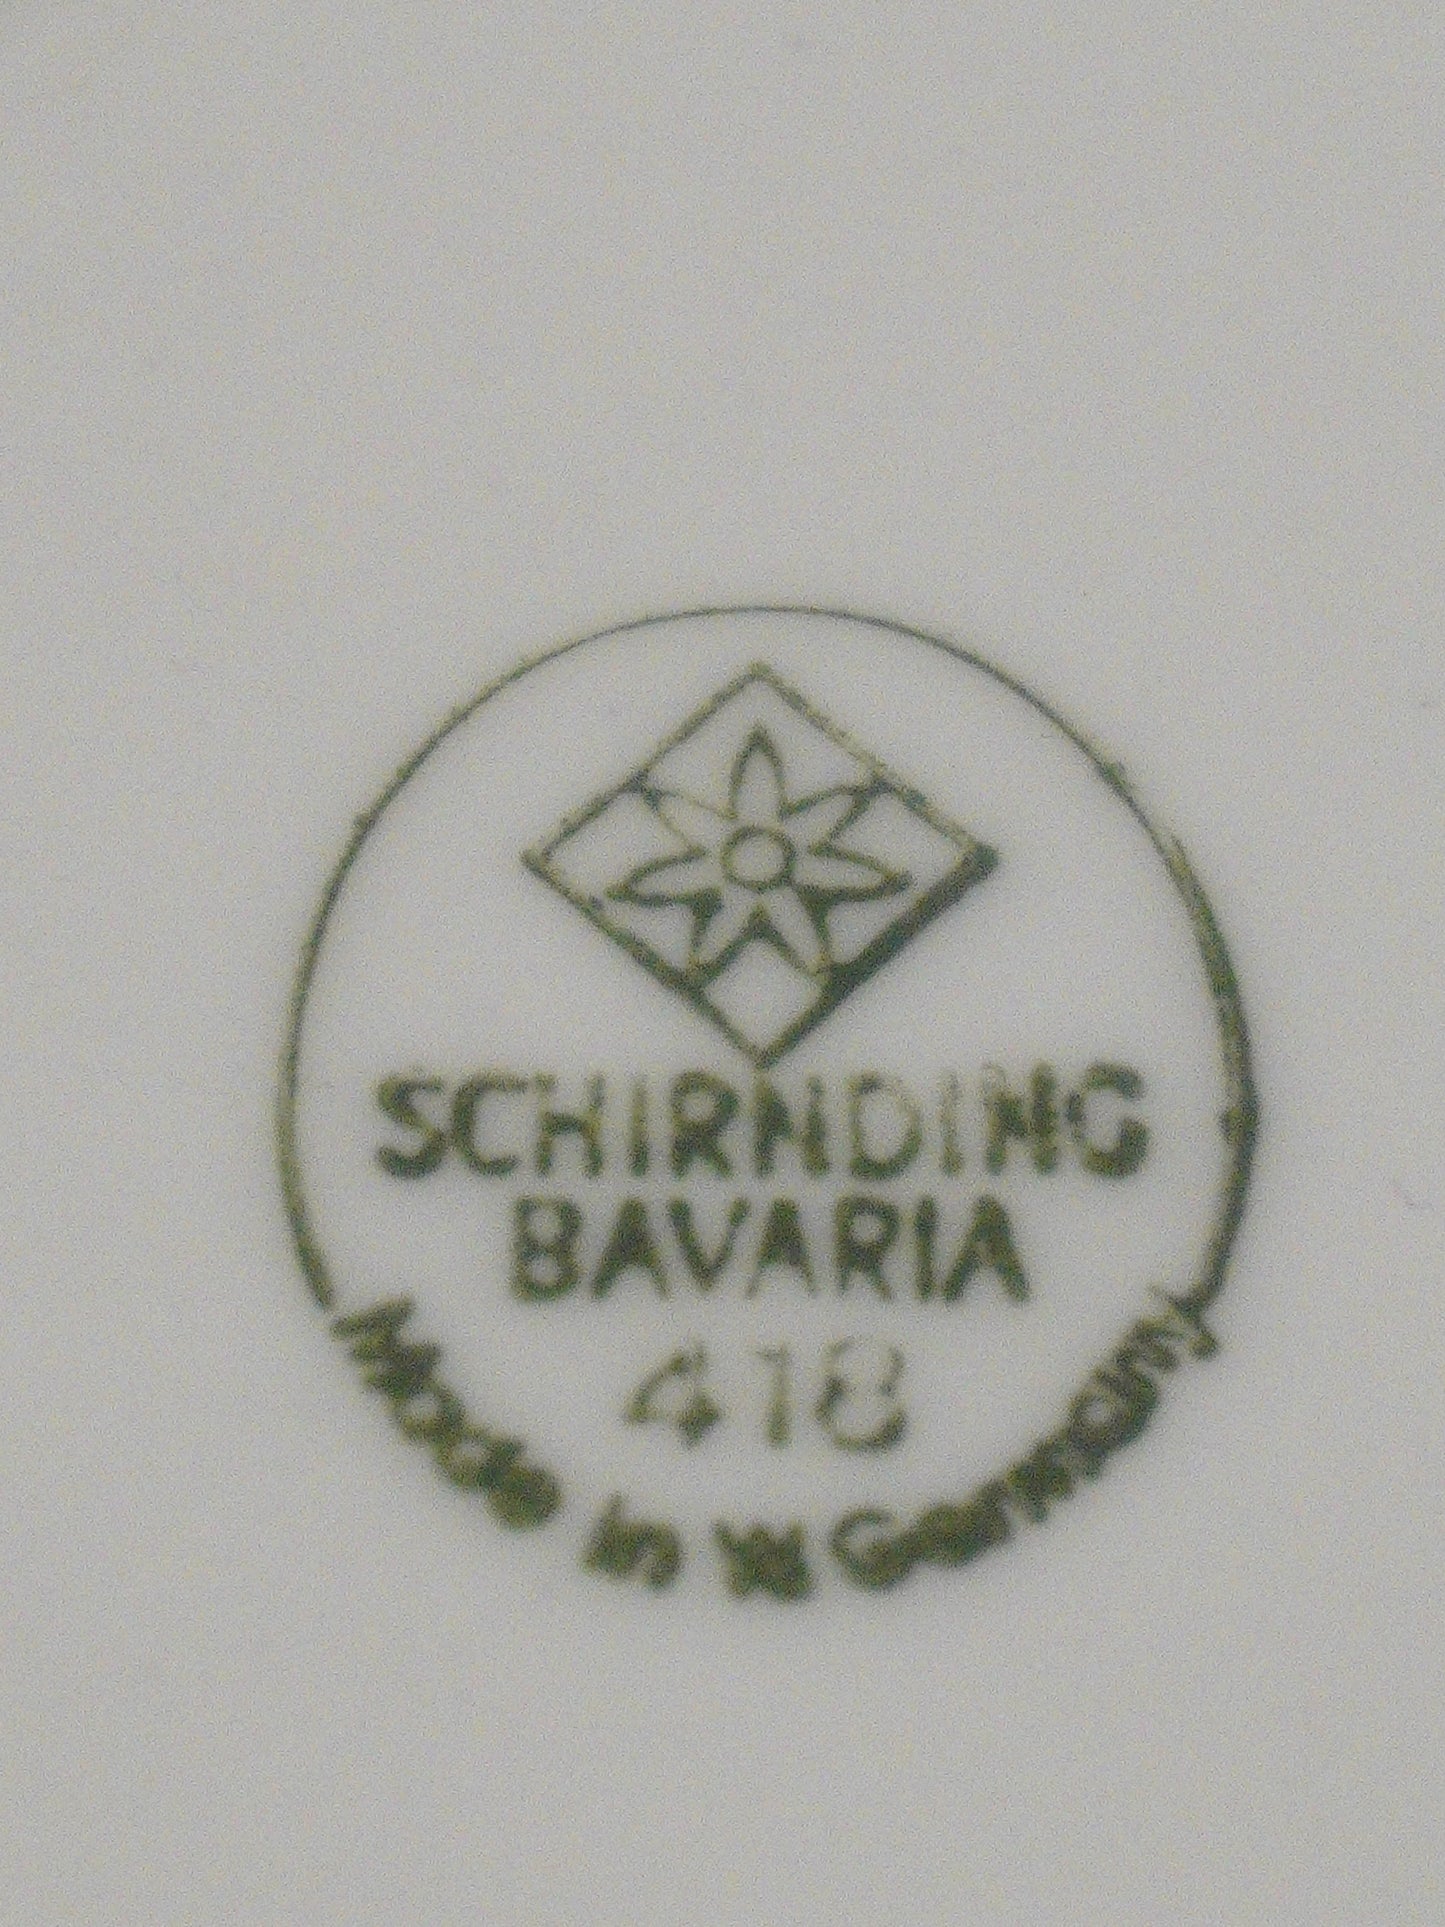 SCHIRNDING
BAVARIA
418
Made in W Germany